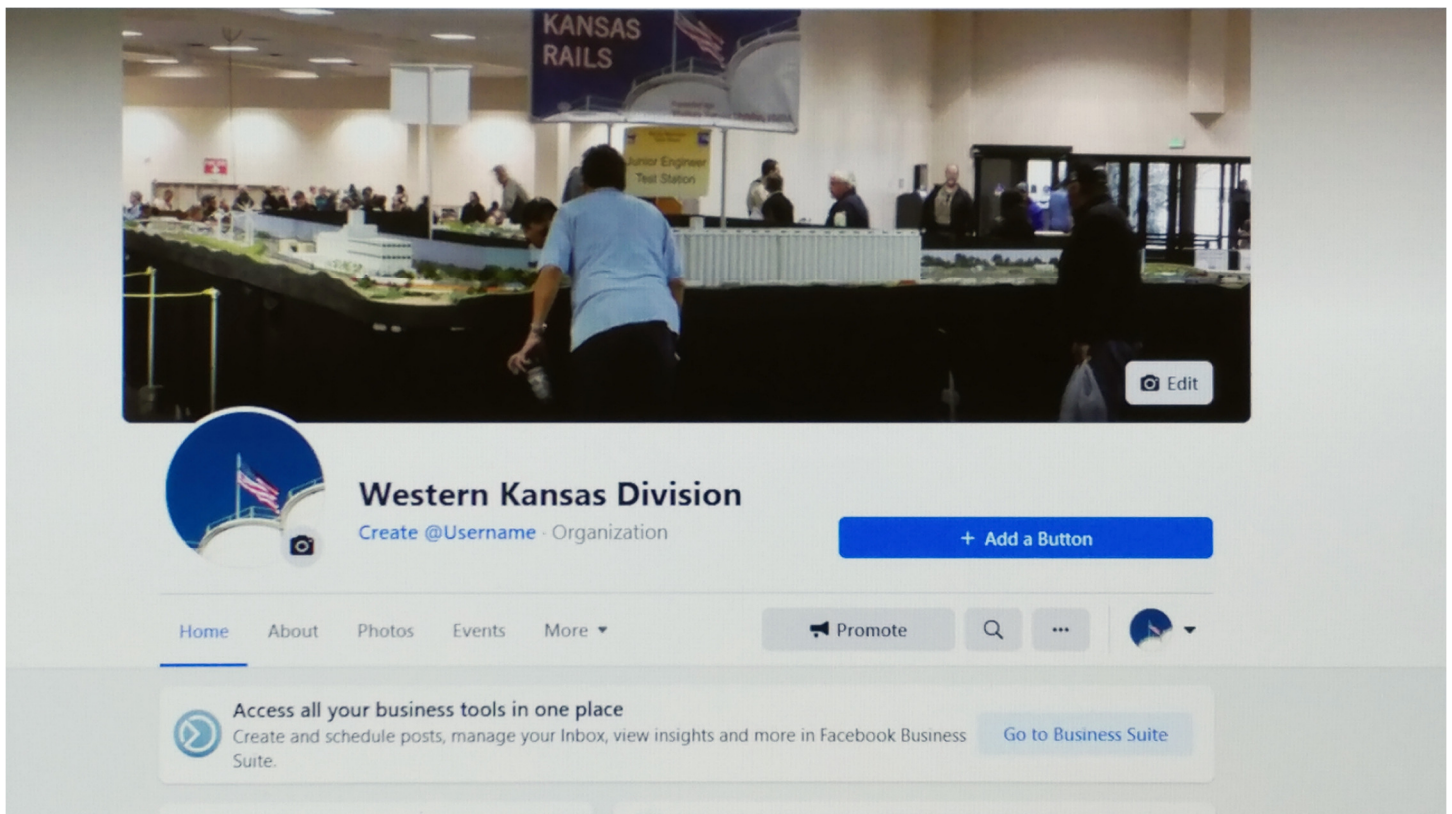 KANSAS
RAILS
Junior Engineer
Test Station
Edit
Western Kansas Division
Create @Username · Organization
+ Add a Button
Home About Photos Events More Promote
Access all your business tools in one place
Create and schedule posts, manage your Inbox, view insights and more in Facebook Business
Suite.
Go to Business Suite